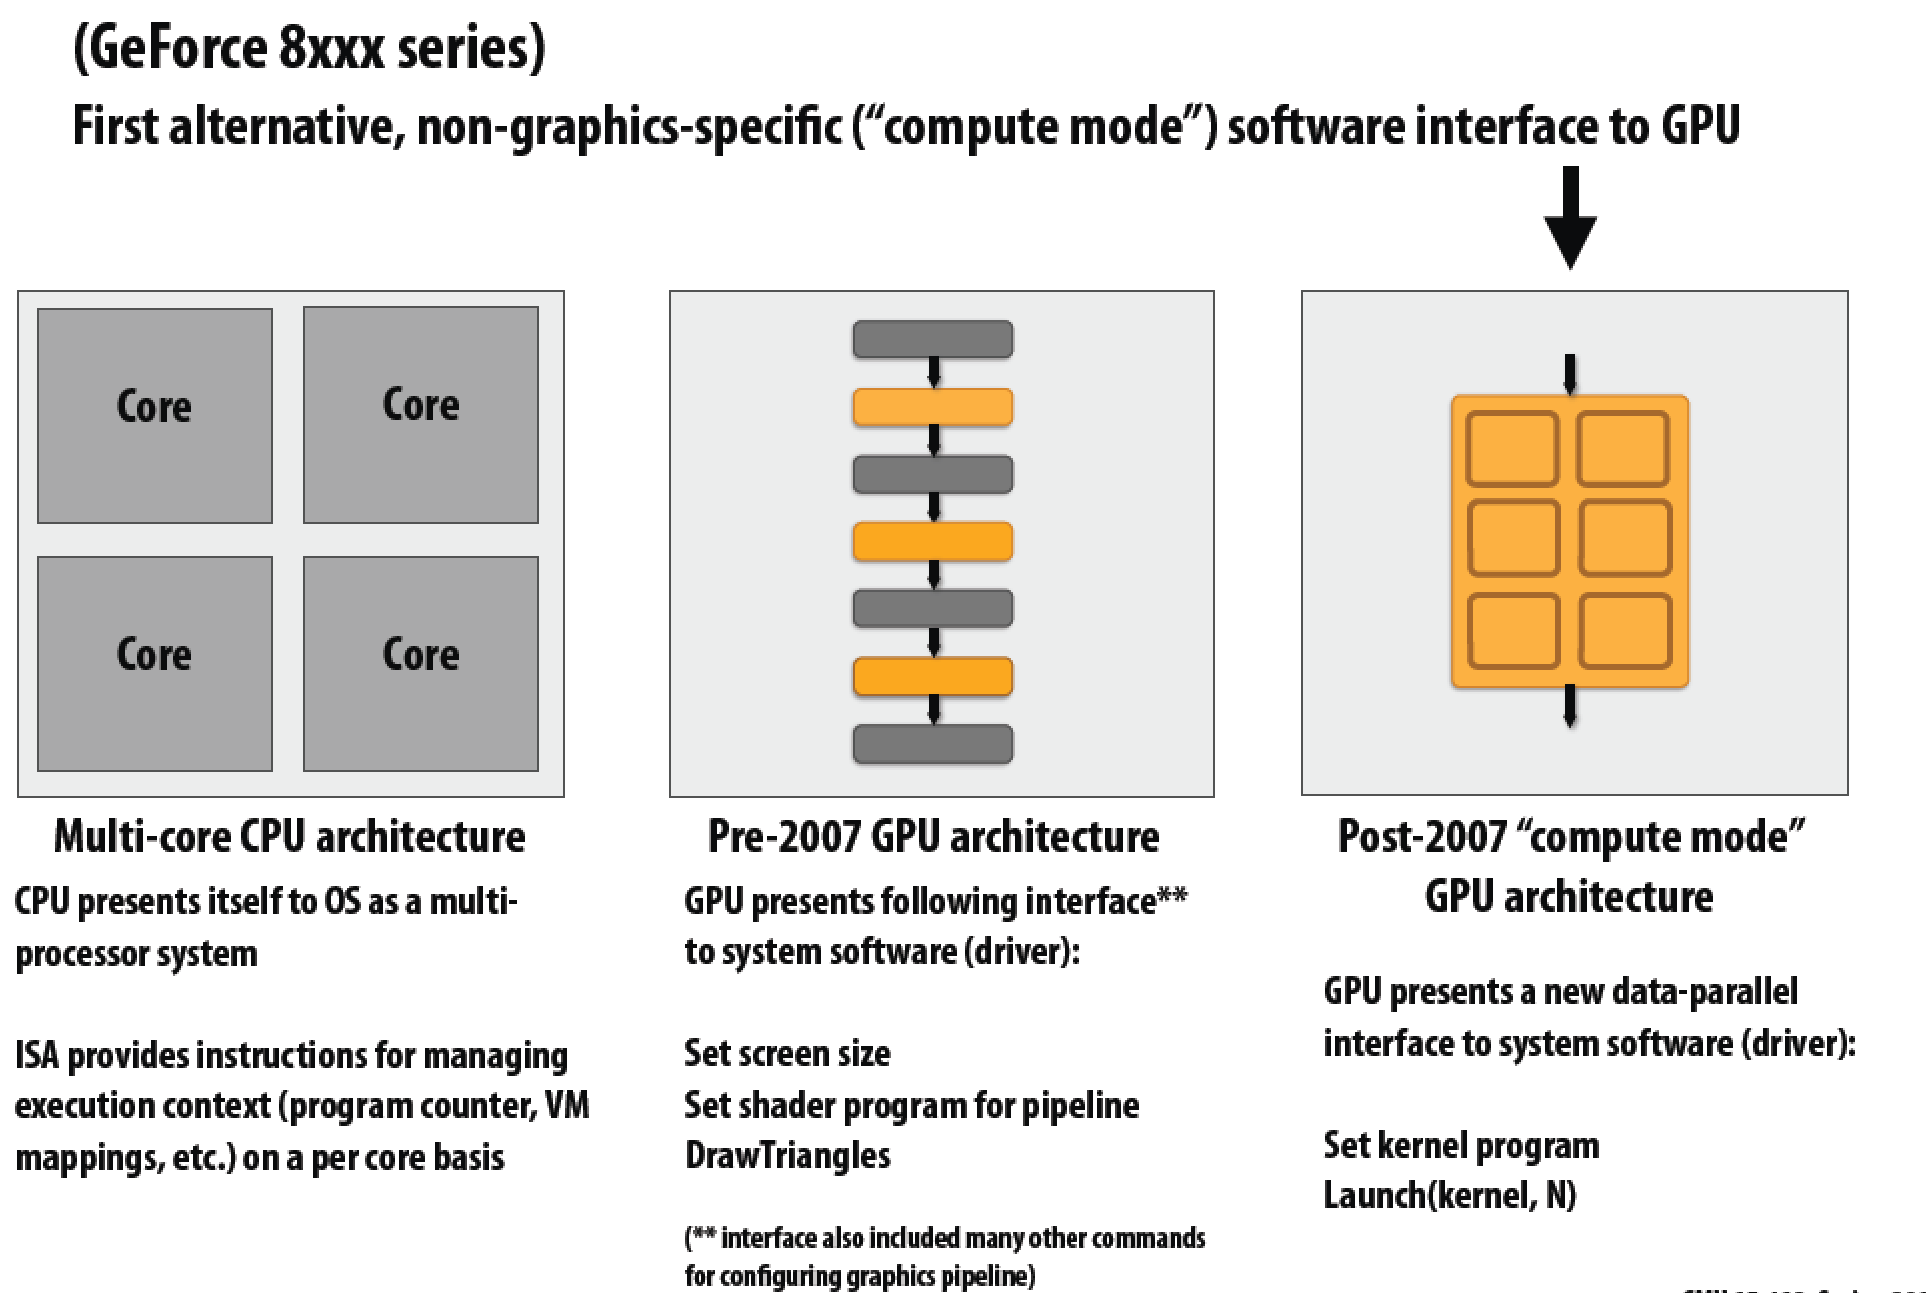 (GeForce 8xxx series)
First alternative, non-graphics-specific (“compute mode”) software interface to GPU
Core
Core
Core
Core
Multi-core CPU architecture
CPU presents itself to OS as a multi-
processor system
ISA provides instructions for managing
execution context (program counter, VM
mappings, etc.) on a per core basis
Pre-2007 GPU architecture
GPU presents following interface**
to system software (driver):
Set screen size
Set shader program for pipeline
DrawTriangles
(** interface also included many other commands
for configuring graphics pipeline)
Post-2007 “compute mode”
GPU architecture
GPU presents a new data-parallel
interface to system software (driver):
Set kernel program
Launch(kernel, N)